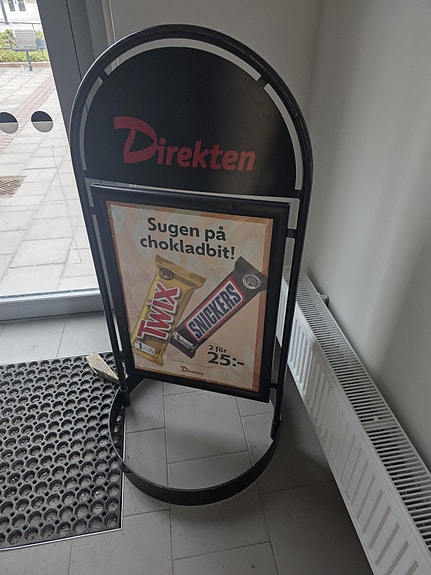 Direkten
Sugen på
chokladbit!
TWIX
SNICKERS
2 för
25:-
Direkten